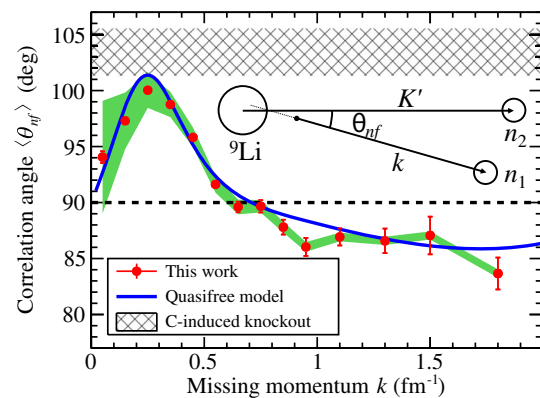 105
100
95
90
85
80
Correlation angle ⟨θnf⟩ (deg)
K′
θnf
n2
9Li
k
n1
This work
Quasifree model
C-induced knockout
0 0.5 1 1.5 2
Missing momentum k (fm-1)